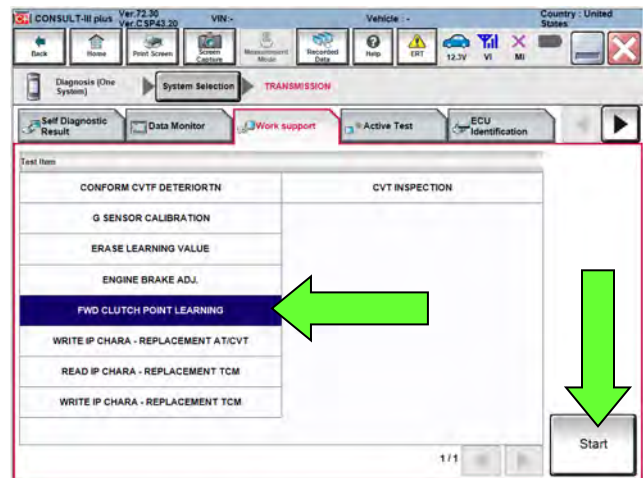 CONSULT-III plus
Ver.72.30
Ver.CSP43.20
VIN:-
Vehicle : -
Country : United
States
Back
Home
Print Screen
Screen
Capture
Measurement
Mode
Recorded
Data
Help
ERT
12.3V
VI
MI
Diagnosis (One
System)
System Selection
TRANSMISSION
Self Diagnostic
Result
Data Monitor
Work support
Active Test
ECU
Identification
Test Item
CONFORM CVTF DETERIORTN
CVT INSPECTION
G SENSOR CALIBRATION
ERASE LEARNING VALUE
ENGINE BRAKE ADJ.
FWD CLUTCH POINT LEARNING
WRITE IP CHARA - REPLACEMENT AT/CVT
READ IP CHARA - REPLACEMENT TCM
WRITE IP CHARA - REPLACEMENT TCM
1/1
Start